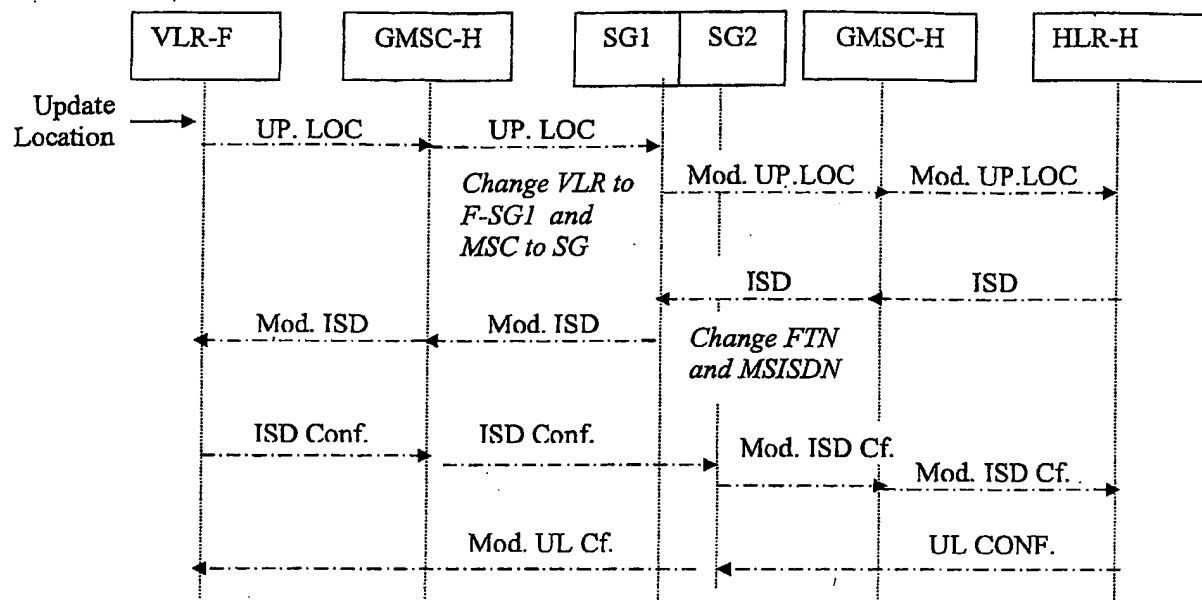 VLR-F
GMSC-H
SG1
SG2
GMSC-H
HLR-H
Update
Location
UP. LOC
UP. LOC
Change VLR to
F-SG1 and
MSC to SG
Mod. UP.LOC
Mod. UP.LOC
ISD
ISD
Mod. ISD
Mod. ISD
Change FTN
and MSISDN
ISD Conf.
ISD Conf.
Mod. ISD Cf.
Mod. ISD Cf.
Mod. UL Cf.
UL CONF.